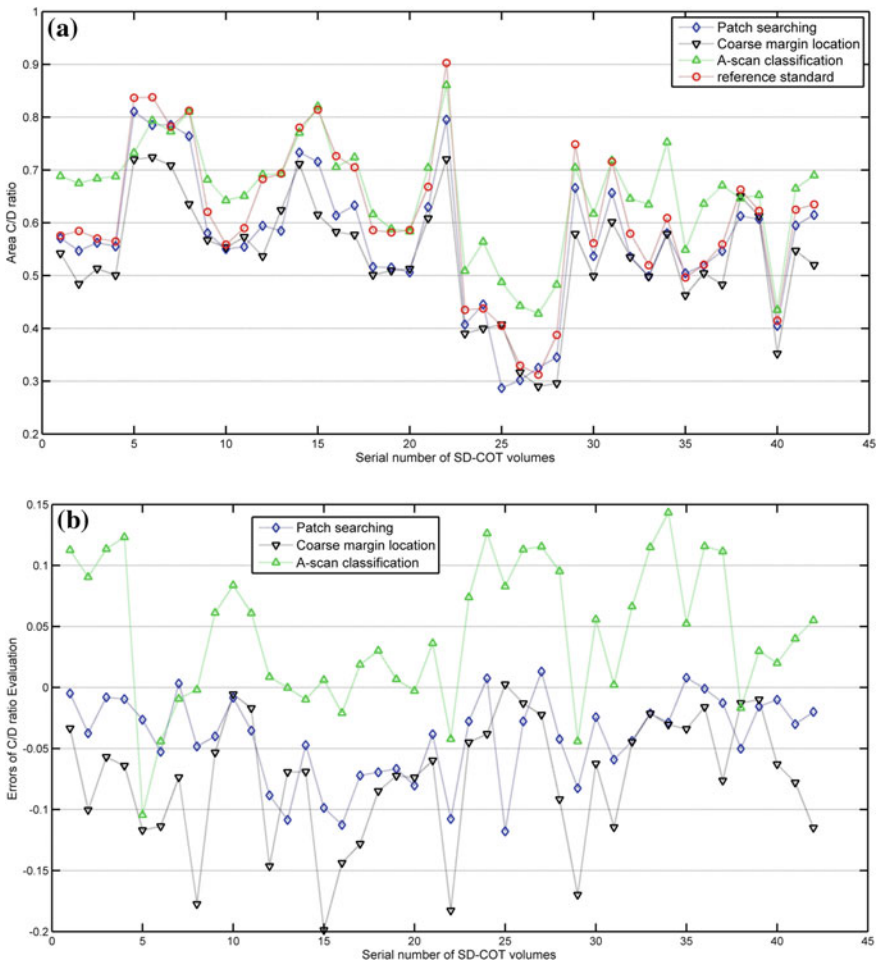 (a)
Patch searching
Coarse margin location
A-scan classification
reference standard
1
0.9
0.8
0.7
0.6
0.5
0.4
0.3
0.2
Area C/D ratio
0 5 10 15 20 25 30 35 40 45
Serial number of SD-COT volumes
(b)
Patch searching
Coarse margin location
A-scan classification
0.15
0.1
0.05
0
-0.05
-0.1
-0.15
-0.2
Errors of C/D ratio Evaluation
0 5 10 15 20 25 30 35 40 45
Serial number of SD-COT volumes